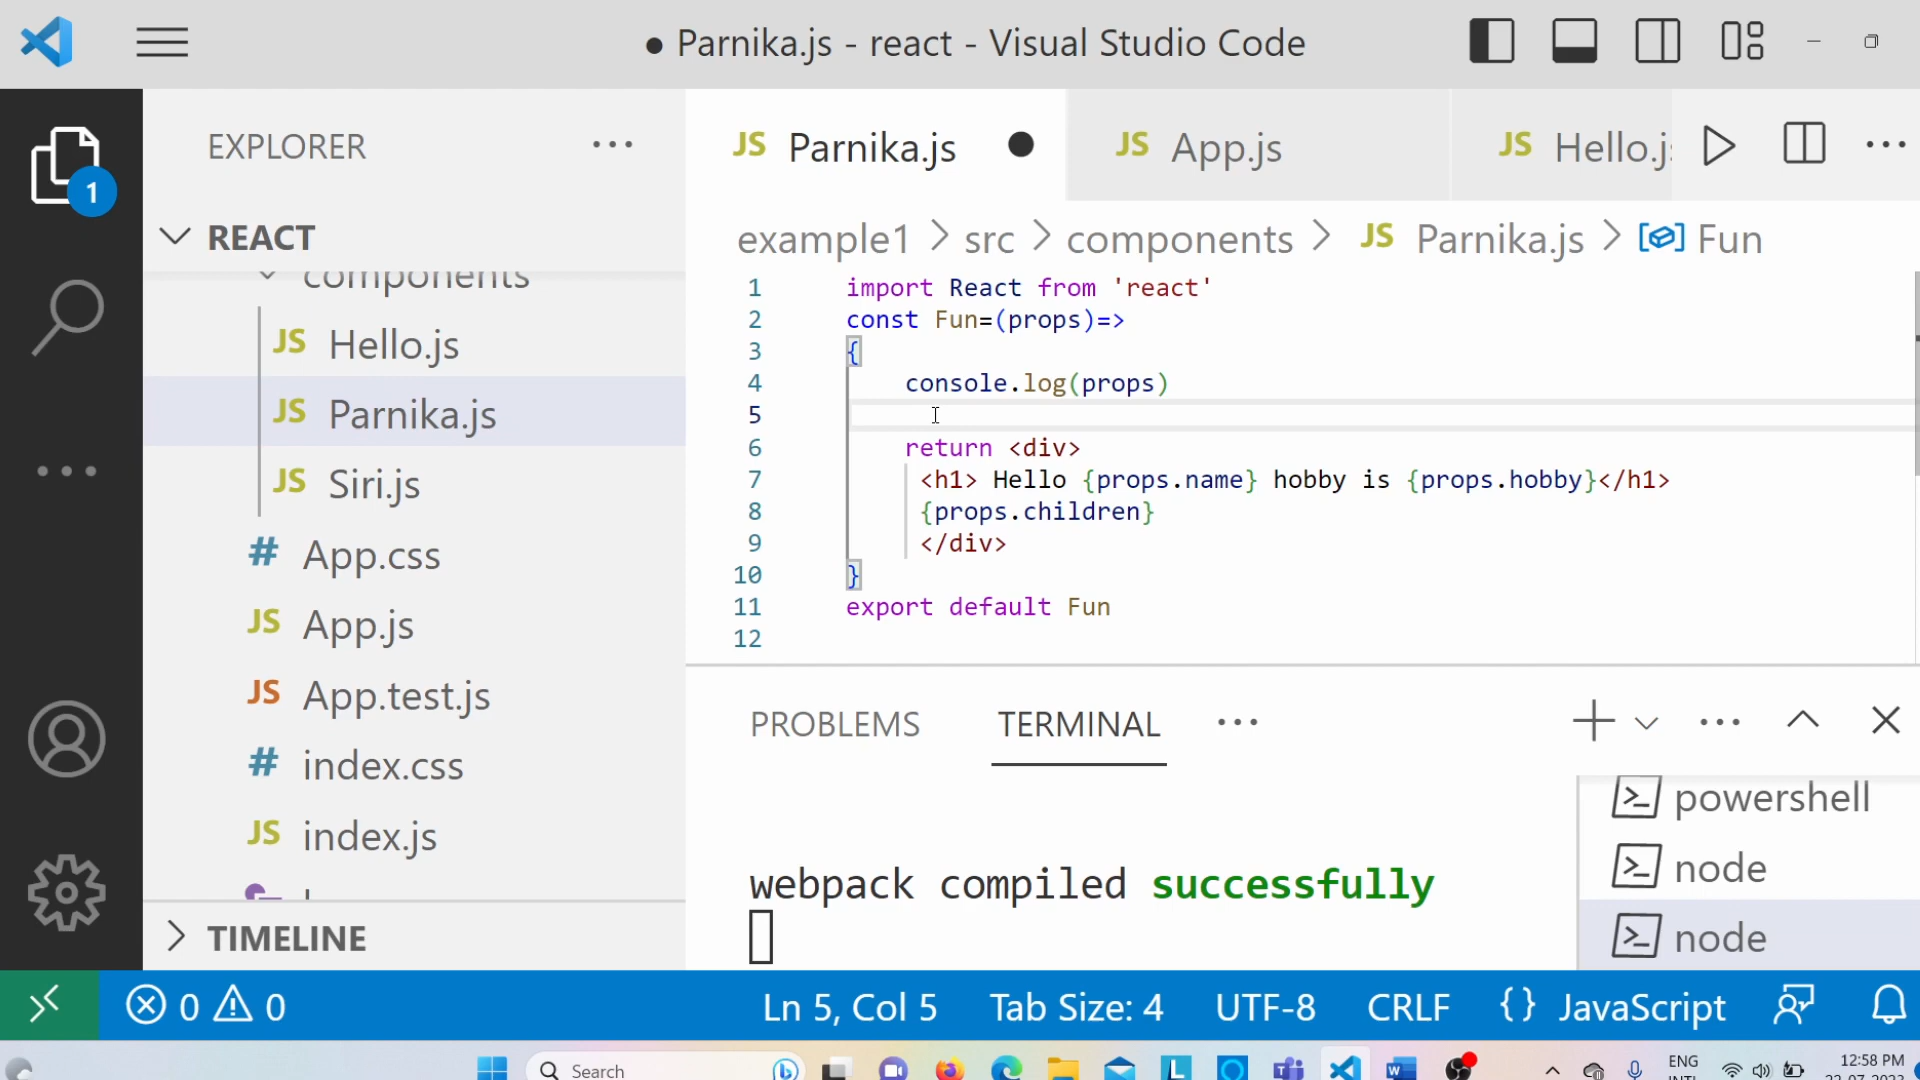 ● Parnika.js - react - Visual Studio Code
EXPLORER
1
REACT
components
JS Hello.js
JS Parnika.js
JS Siri.js
# App.css
JS App.js
JS App.test.js
# index.css
JS index.js
TIMELINE
JS Parnika.js
JS App.js
JS Hello.js
example1 > src > components > JS Parnika.js > Fun
1 import React from 'react'
2 const Fun=(props)=>
3 {
4 console.log(props)
5
6 return <div>
7 <h1> Hello {props.name} hobby is {props.hobby}</h1>
8 {props.children}
9 </div>
10 }
11 export default Fun
12
PROBLEMS TERMINAL
webpack compiled successfully
powershell
node
node
0 0
Ln 5, Col 5 Tab Size: 4 UTF-8 CRLF {} JavaScript
Search
ENG
12:58 PM